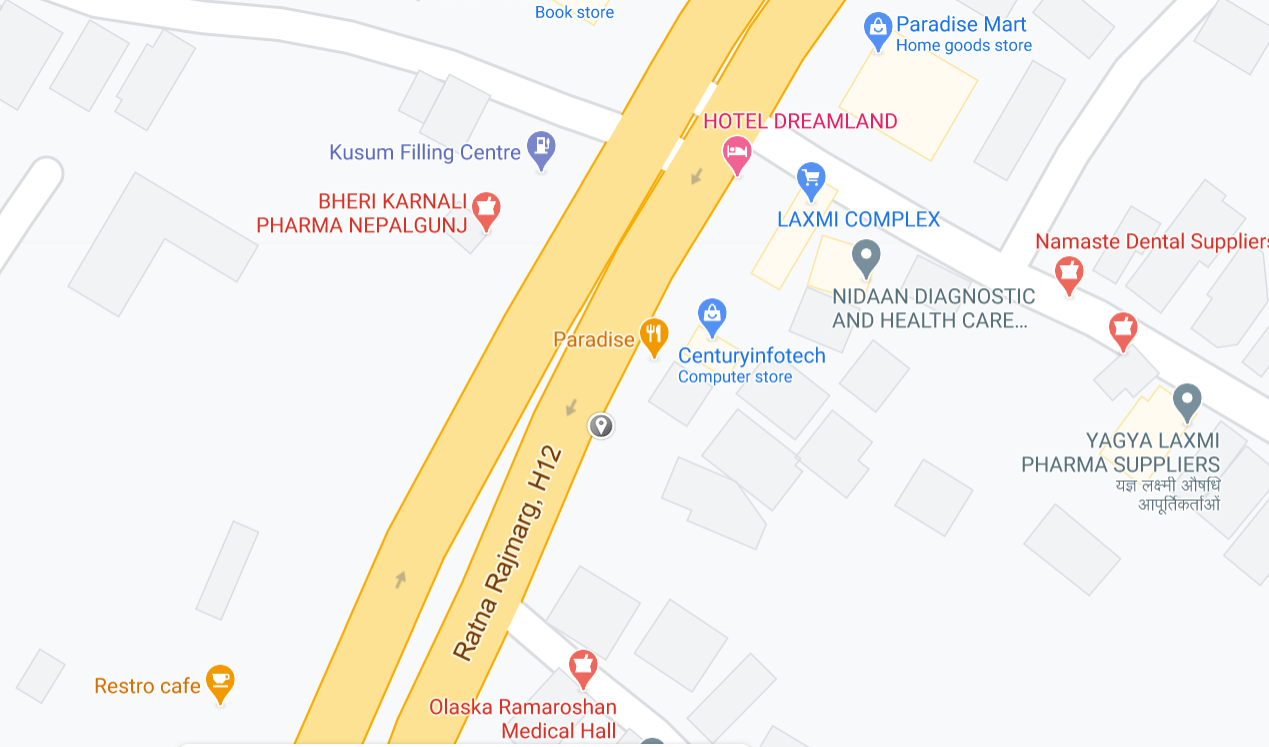 Book store
Paradise Mart
Home goods store
HOTEL DREAMLAND
Kusum Filling Centre
BHERI KARNALI
PHARMA NEPALGUNJ
LAXMI COMPLEX
Namaste Dental Suppliers
NIDAAN DIAGNOSTIC
AND HEALTH CARE...
Paradise
Centuryinfotech
Computer store
YAGYA LAXMI
PHARMA SUPPLIERS
यज्ञ लक्ष्मी औषधि
आपूर्तिकर्ताओं
Ratna Rajmarg, H12
Restro cafe
Olaska Ramaroshan
Medical Hall